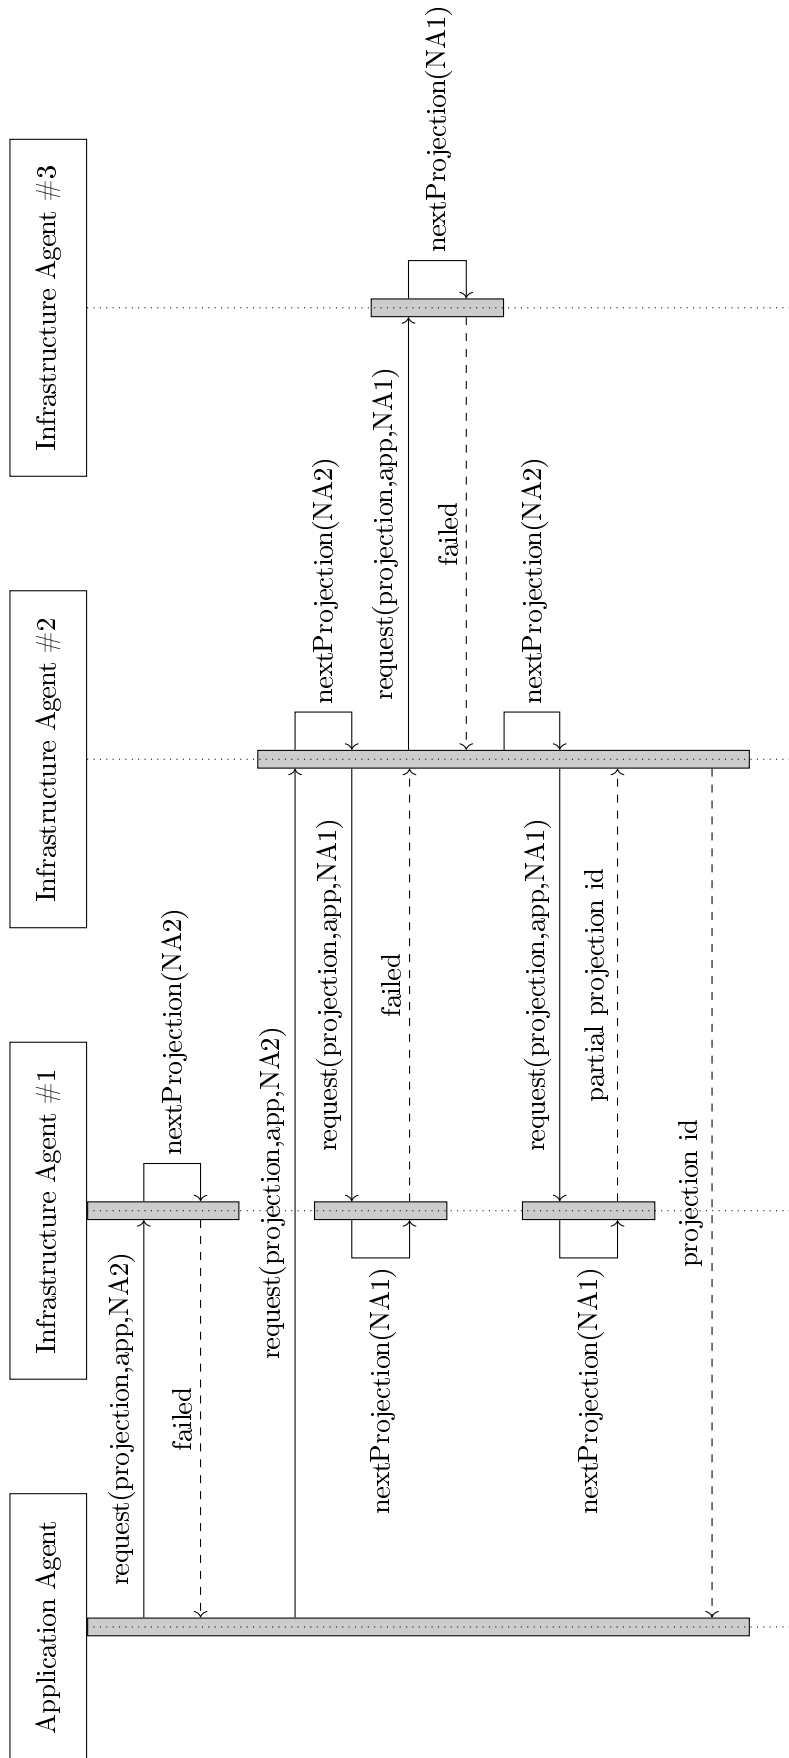 Application Agent
Infrastructure Agent #1
Infrastructure Agent #2
Infrastructure Agent #3
request(projection,app,NA2)
nextProjection(NA2)
failed
request(projection,app,NA2)
nextProjection(NA2)
request(projection,app,NA1)
nextProjection(NA1)
failed
request(projection,app,NA1)
nextProjection(NA1)
failed
nextProjection(NA2)
request(projection,app,NA1)
nextProjection(NA1)
partial projection id
projection id